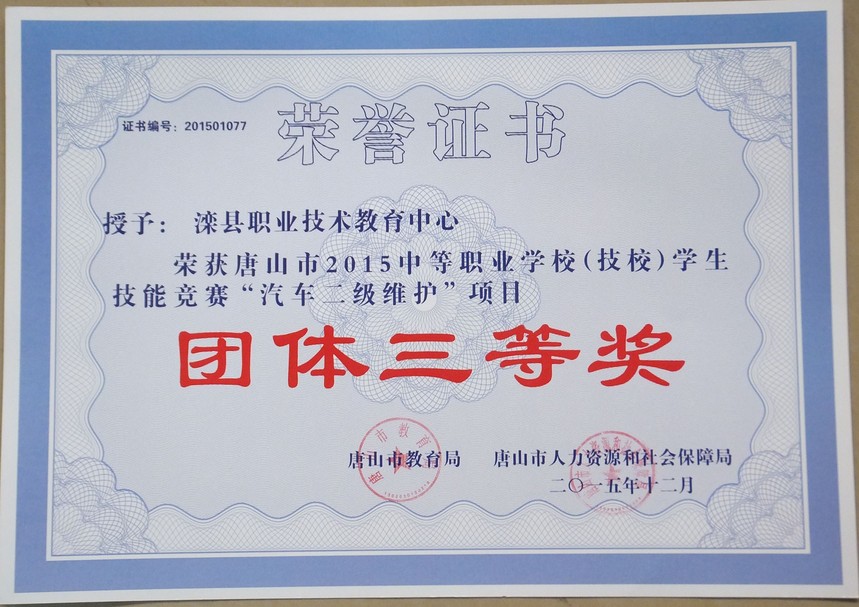 荣誉证书
证书编号：201501077
授予： 滦县职业技术教育中心
荣获唐山市2015中等职业学校(技校)学生
技能竞赛“汽车二级维护”项目
团体三等奖
唐山市教育局 唐山市人力资源和社会保障局
二〇一五年十二月